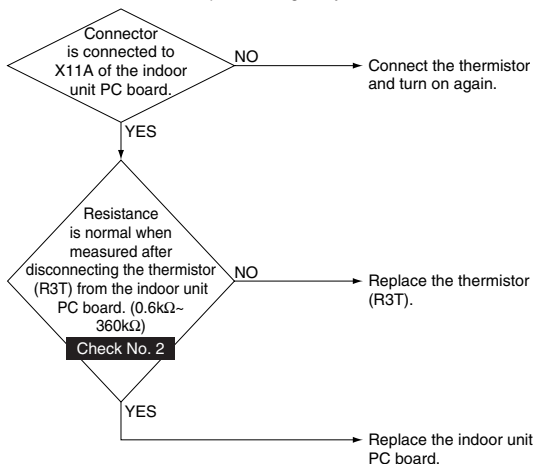 Connector
is connected to
X11A of the indoor
unit PC board.
NO
Connect the thermistor
and turn on again.
YES
Resistance
is normal when
measured after
disconnecting the thermistor
(R3T) from the indoor unit
PC board. (0.6kΩ~
360kΩ)
Check No. 2
NO
Replace the thermistor
(R3T).
YES
Replace the indoor unit
PC board.